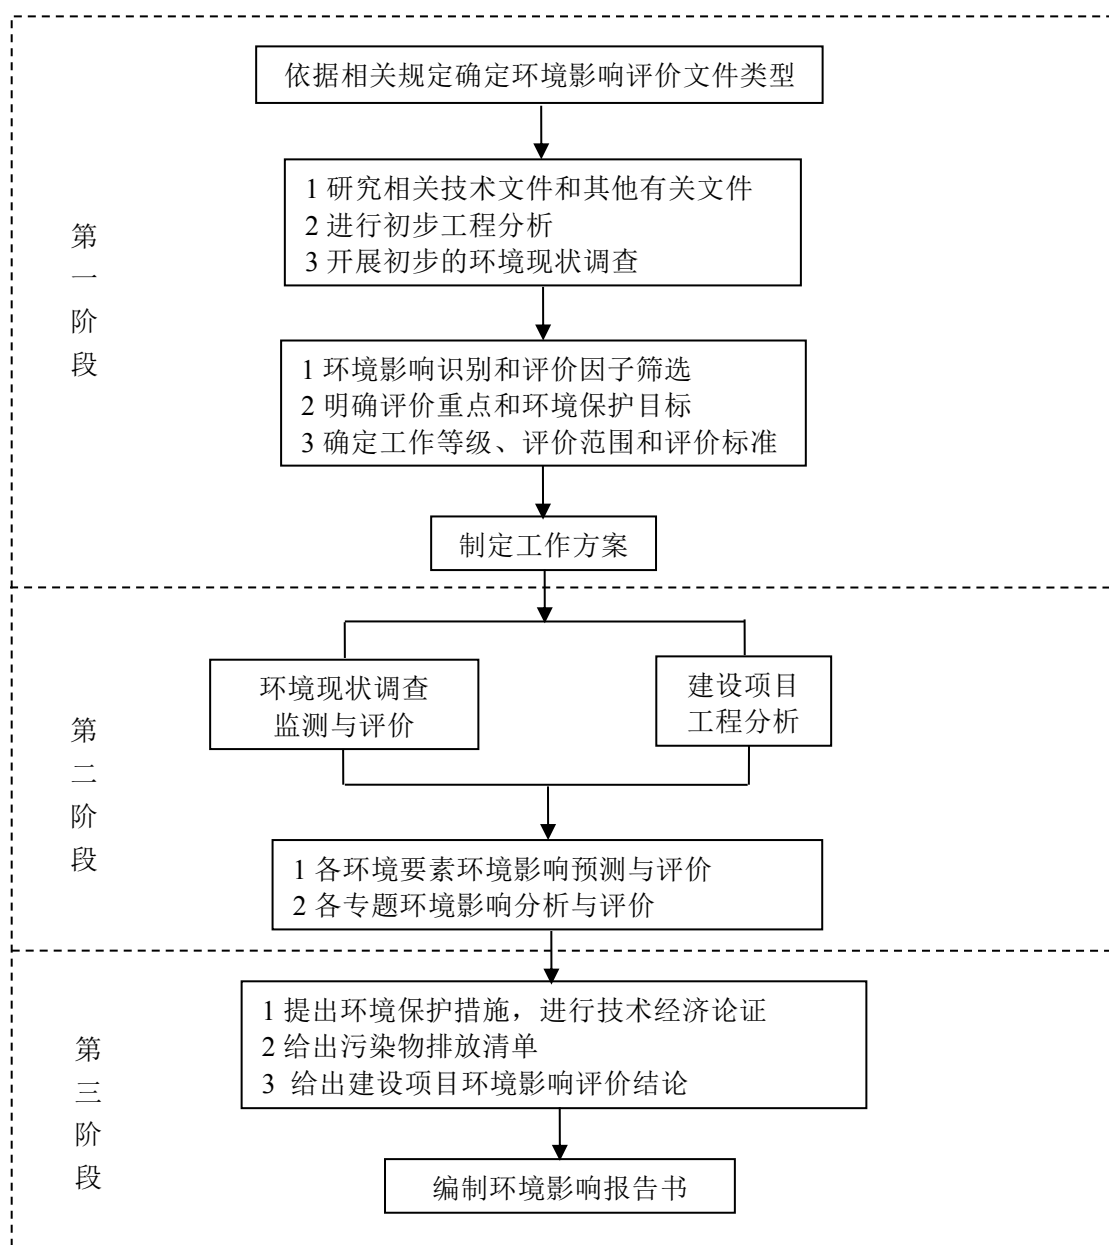 依据相关规定确定环境影响评价文件类型
1 研究相关技术文件和其他有关文件
2 进行初步工程分析
3 开展初步的环境现状调查
第
一
阶
段
1 环境影响识别和评价因子筛选
2 明确评价重点和环境保护目标
3 确定工作等级、评价范围和评价标准
制定工作方案
环境现状调查
监测与评价
建设项目
工程分析
第
二
阶
段
1 各环境要素环境影响预测与评价
2 各专题环境影响分析与评价
1 提出环境保护措施，进行技术经济论证
2 给出污染物排放清单
3 给出建设项目环境影响评价结论
第
三
阶
段
编制环境影响报告书